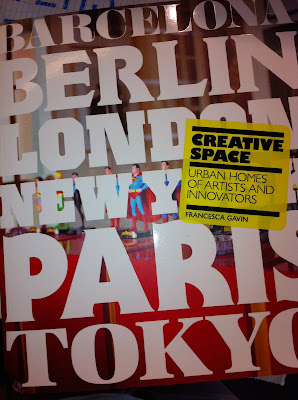 BARCELONA
BERLIN
LONDON
NEW
PARIS
TOKYO
CREATIVE
SPACE
URBAN HOMES
OF ARTISTS AND
INNOVATORS
FRANCESCA GAVIN